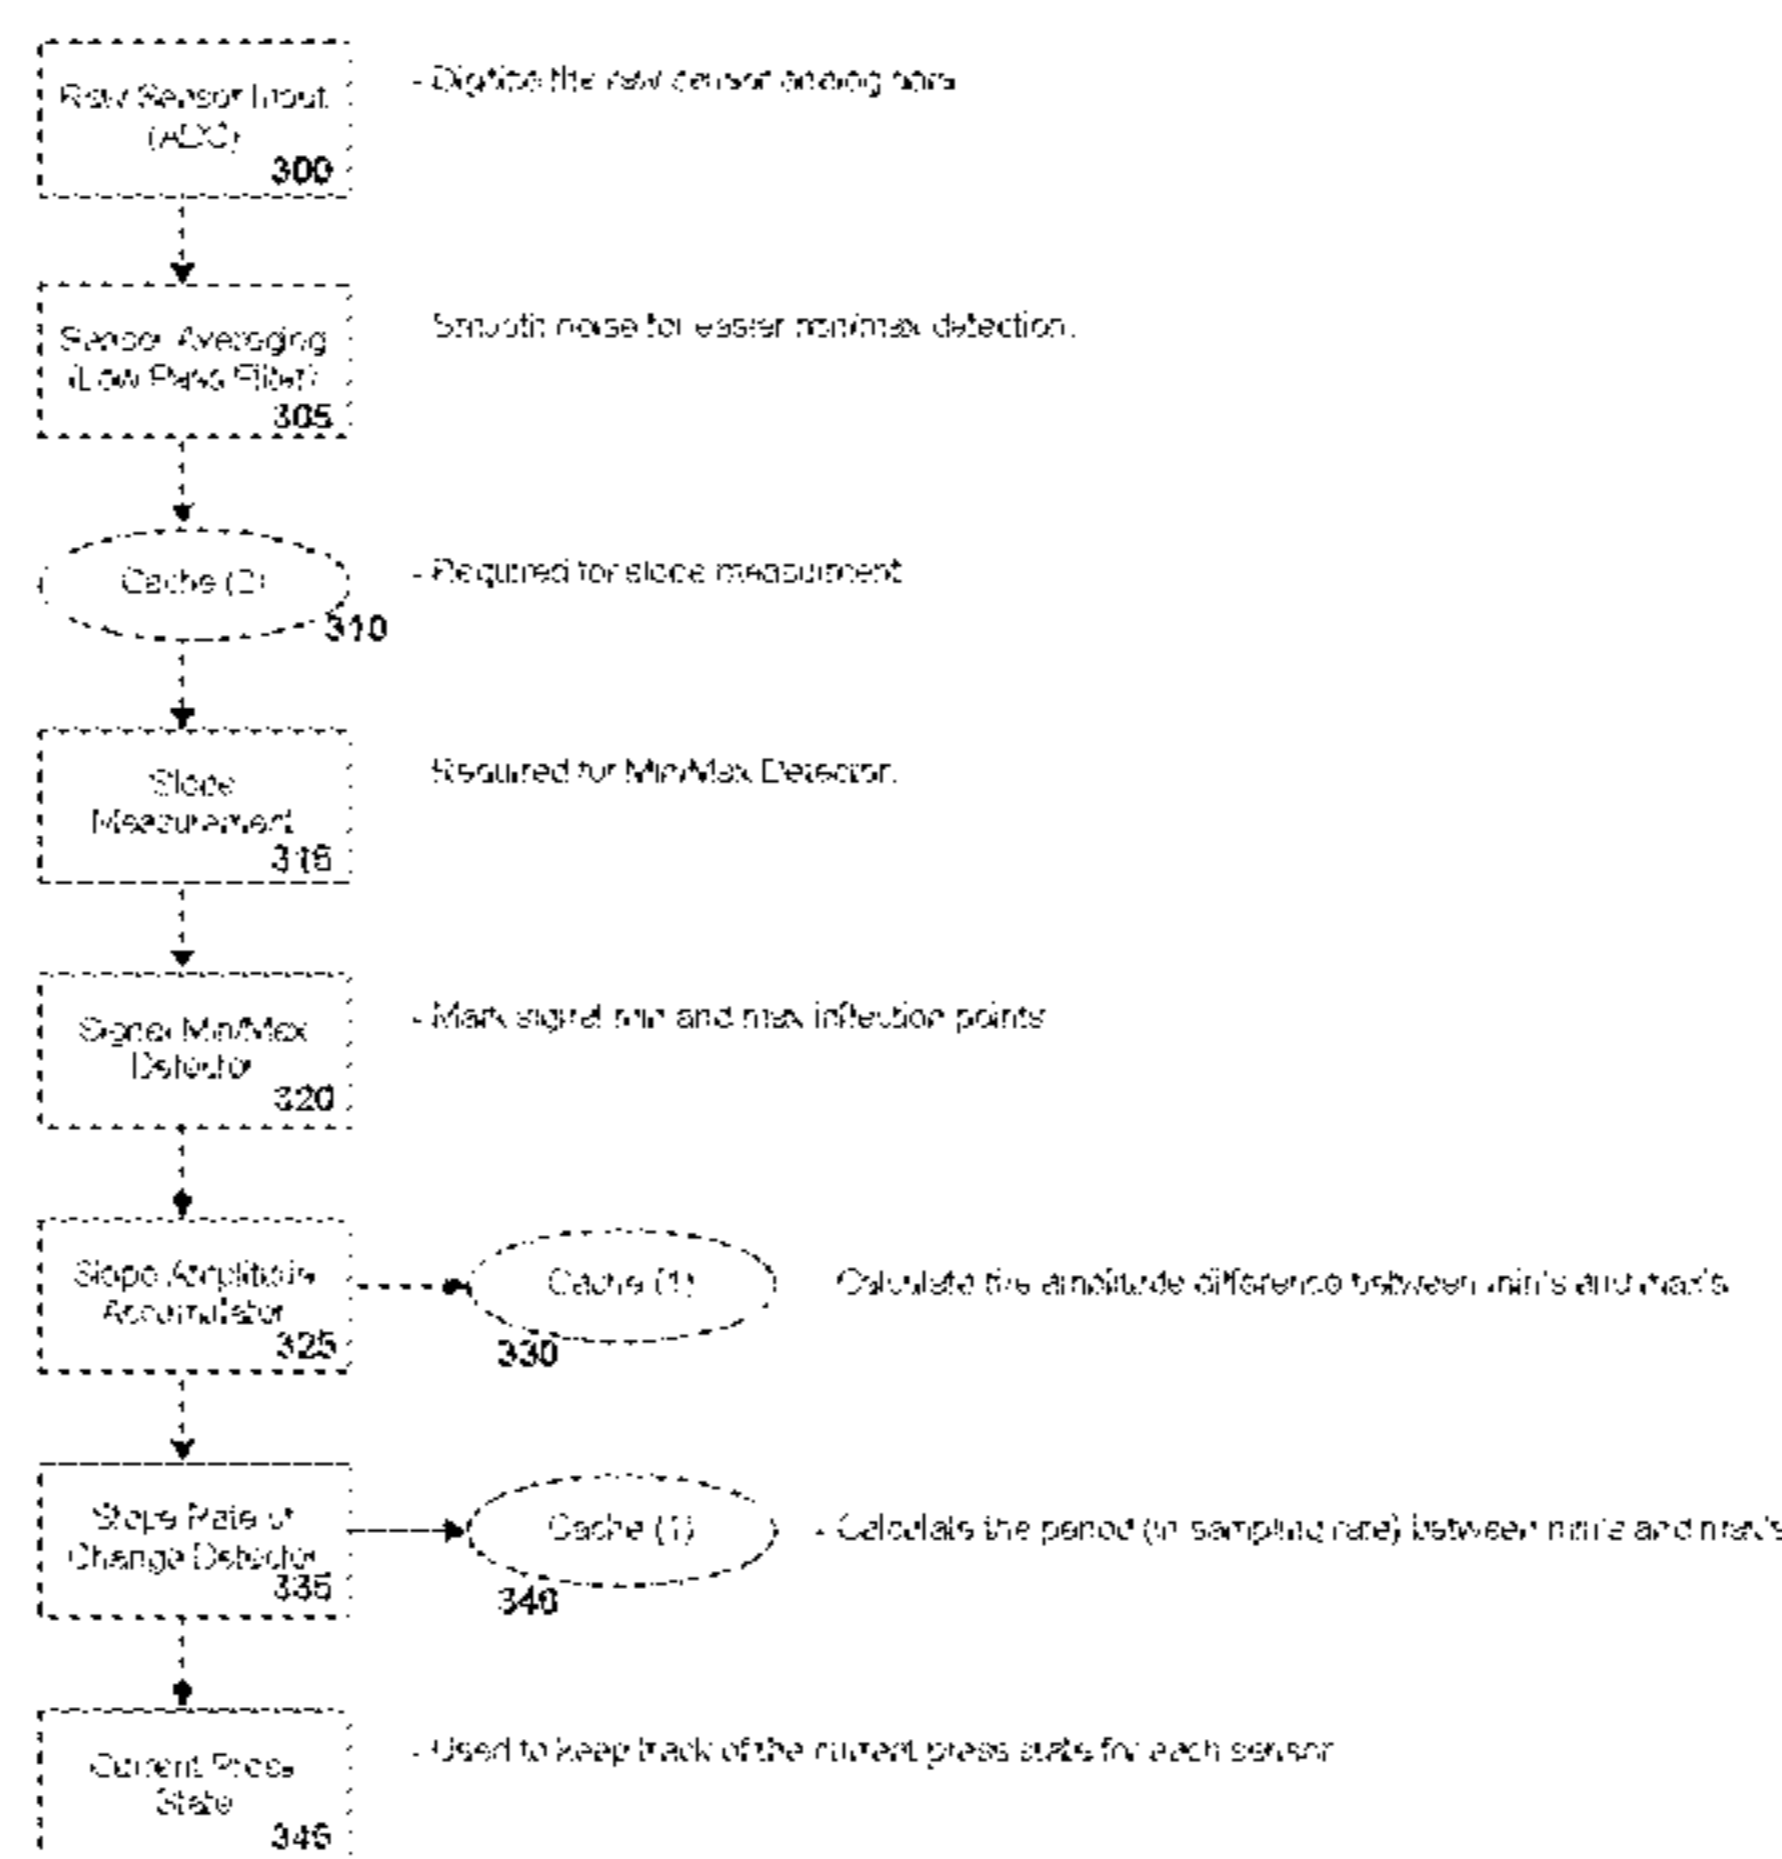 Raw Sensor Input
- Digitize the raw sensor analog
(ADC)
300
Sensor Averaging
Smooth noise for easier min/max detection.
(Low Pass Filter)
305
Cache (2)
- Required for slope measurment
310
Slope
Required for Min/Max Detector.
Measurement
315
Signal Min/Max
- Mark signal min and max inflection points
Detector
320
Slope Amplitude
Accumulator
325
Cache (1)
330
Calculate the amplitude difference between min's and max's
Slope Rate of
Change Detector
335
Cache (1)
340
- Calculate the period (in sampling rate) between min's and max's
Current Press
- Used to keep track of the current press state for each sensor
State
345